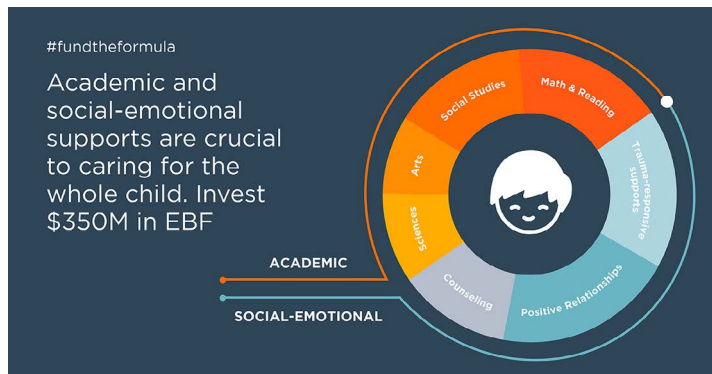 #fundtheformula
Academic and
social-emotional
supports are crucial
to caring for the
whole child. Invest
$350M in EBF
Social Studies
Math & Reading
Arts
Trauma-responsive
supports
Sciences
Counseling
Positive Relationships
ACADEMIC
SOCIAL-EMOTIONAL